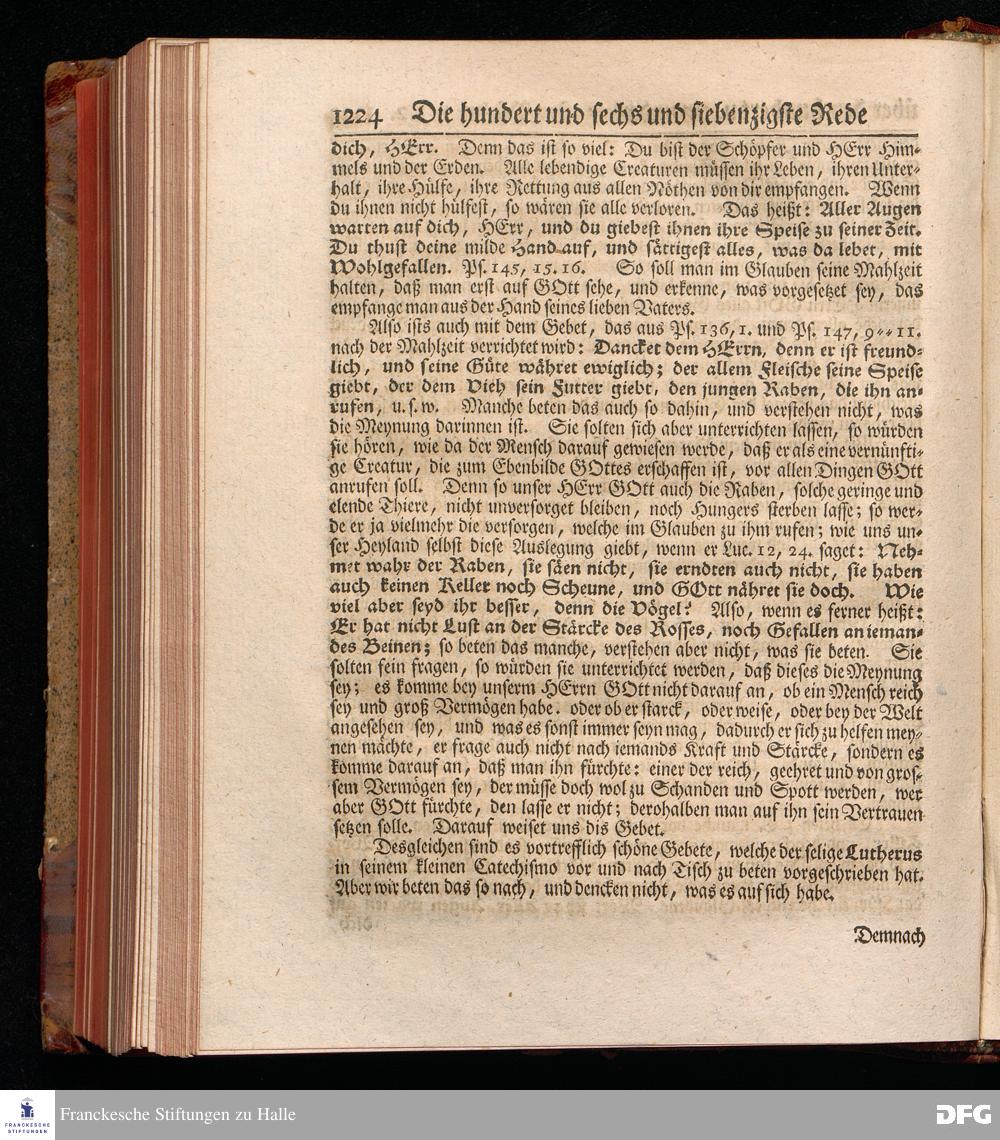 1224 Die hundert und sechs und siebenzigste Rede
dich, HErr. Denn das ist so viel: Du bist der Schöpfer und HErr Him-
mels und der Erden. Alle lebendige Creaturen müssen ihr Leben, ihren Unter-
halt, ihre Hülfe, ihre Rettung aus allen Nöthen von dir empfangen. Wenn
du ihnen nicht hülfest, so wären sie alle verloren. Das heißt: Aller Augen
warten auf dich, HErr, und du giebest ihnen ihre Speise zu seiner Zeit.
Du thust deine milde Hand auf, und sättigest alles, was da lebet, mit
Wohlgefallen. Ps. 145, 15. 16. So soll man im Glauben seine Mahlzeit
halten, daß man erst auf GOtt sehe, und erkenne, was vorgesetzet sey, das
empfange man aus der Hand seines lieben Vaters.
Also ists auch mit dem Gebet, das aus Ps. 136, 1. und Ps. 147, 9-11.
nach der Mahlzeit verrichtet wird: Dancket dem HErrn, denn er ist freund-
lich, und seine Güte währet ewiglich; der allem Fleische seine Speise
giebt, der dem Vieh sein Futter giebt, den jungen Raben, die ihn an-
rufen, u. s. w. Manche beten das auch so dahin, und verstehen nicht, was
die Meynung darinnen ist. Sie solten sich aber unterrichten lassen, so würden
sie hören, wie da der Mensch darauf gewiesen werde, daß er als eine vernünfti-
ge Creatur, die zum Ebenbilde GOttes erschaffen ist, vor allen Dingen GOtt
anrufen soll. Denn so unser HErr GOtt auch die Raben, solche geringe und
elende Thiere, nicht unversorget bleiben, noch Hungers sterben lasse; so wer-
de er ja vielmehr die versorgen, welche im Glauben zu ihm rufen; wie uns un-
ser Heyland selbst diese Auslegung giebt, wenn er Luc. 12, 24. saget: Neh-
met wahr der Raben, sie säen nicht, sie erndten auch nicht, sie haben
auch keinen Keller noch Scheune, und GOtt nähret sie doch. Wie
viel aber seyd ihr besser, denn die Vögel? Also, wenn es ferner heißt:
Er hat nicht Lust an der Stärcke des Rosses, noch Gefallen an ieman-
des Beinen; so beten das manche, verstehen aber nicht, was sie beten. Sie
solten fein fragen, so würden sie unterrichtet werden, daß dieses die Meynung
sey; es komme bey unserm HErrn GOtt nicht darauf an, ob ein Mensch reich
sey und groß Vermögen habe. oder ob er starck, oder weise, oder bey der Welt
angesehen sey, und was es sonst immer seyn mag, dadurch er sich zu helfen mey-
nen mächte, er frage auch nicht nach iemands Kraft und Stärcke, sondern es
komme darauf an, daß man ihn fürchte: einer der reich, geehret und von gros-
sem Vermögen sey, der müsse doch wol zu Schanden und Spott werden, wer
aber GOtt fürchte, den lasse er nicht; derohalben man auf ihn sein Vertrauen
setzen solle. Darauf weiset uns dis Gebet.
Desgleichen sind es vortrefflich schöne Gebete, welche der selige Lutherus
in seinem kleinen Catechismo vor und nach Tisch zu beten vorgeschrieben hat.
Aber wir beten das so nach, und dencken nicht, was es auf sich habe.
Demnach
FRANCKESCHE
STIFTUNGEN
Franckesche Stiftungen zu Halle
DFG